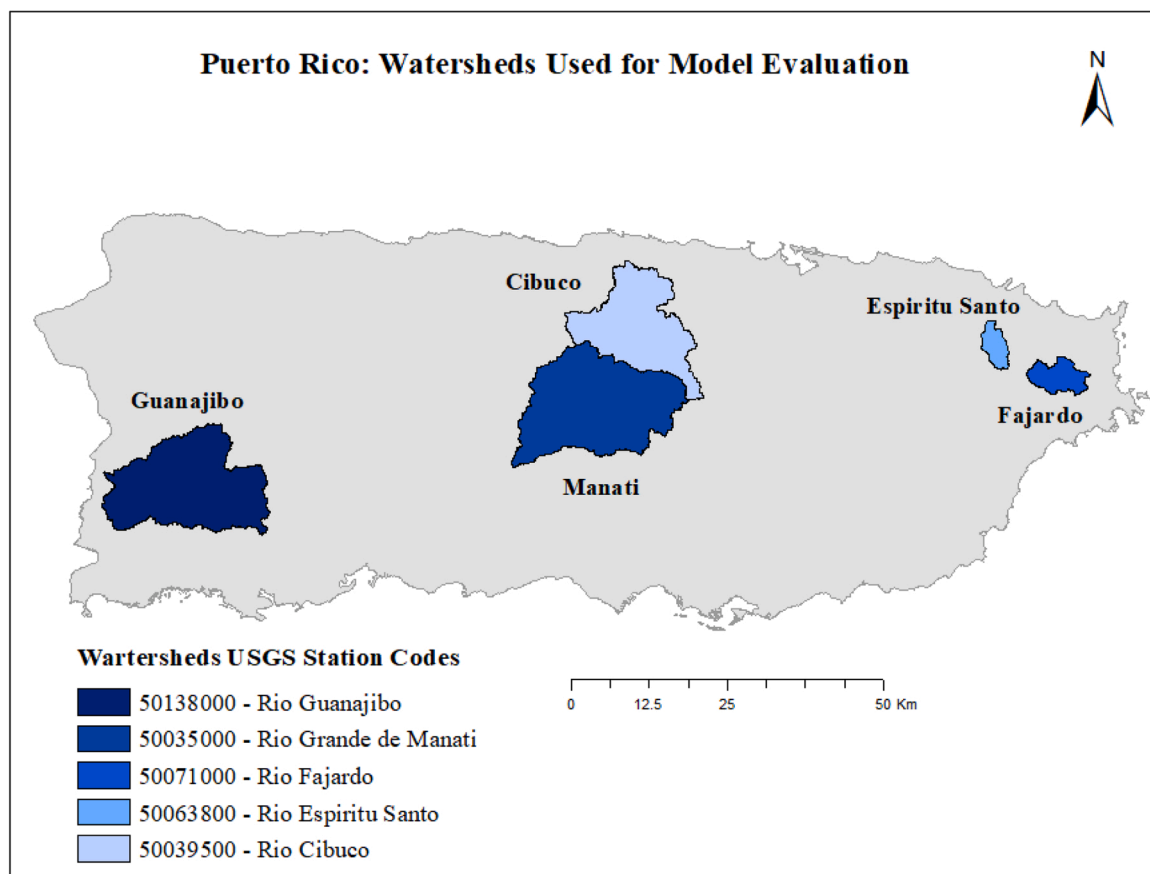 Puerto Rico: Watersheds Used for Model Evaluation
N
Cibuco
Espiritu Santo
Guanajibo
Fajardo
Manati
Wartersheds USGS Station Codes
50138000 - Rio Guanajibo
50035000 - Rio Grande de Manati
50071000 - Rio Fajardo
50063800 - Rio Espiritu Santo
50039500 - Rio Cibuco
0 12.5 25 50 Km